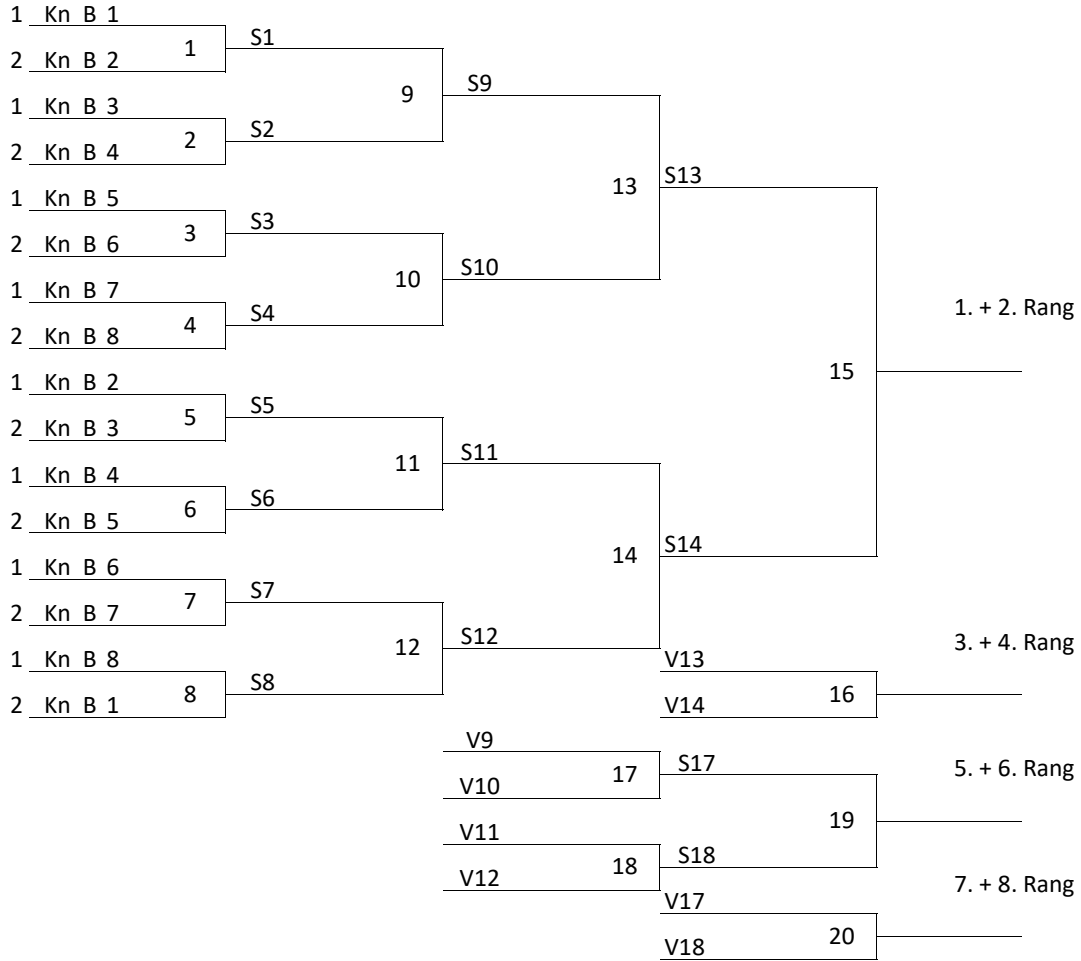 1 Kn B 1
1 S1
2 Kn B 2
9 S9
1 Kn B 3
2 S2
2 Kn B 4
13 S13
1 Kn B 5
3 S3
2 Kn B 6
10 S10
1 Kn B 7
1. + 2. Rang
4 S4
2 Kn B 8
15
1 Kn B 2
5 S5
2 Kn B 3
11 S11
1 Kn B 4
6 S6
2 Kn B 5
14 S14
1 Kn B 6
7 S7
2 Kn B 7
12 S12
3. + 4. Rang
1 Kn B 8
V13
8 S8
16
2 Kn B 1
V14
V9
17 S17
5. + 6. Rang
V10
19
V11
18 S18
V12
7. + 8. Rang
V17
20
V18